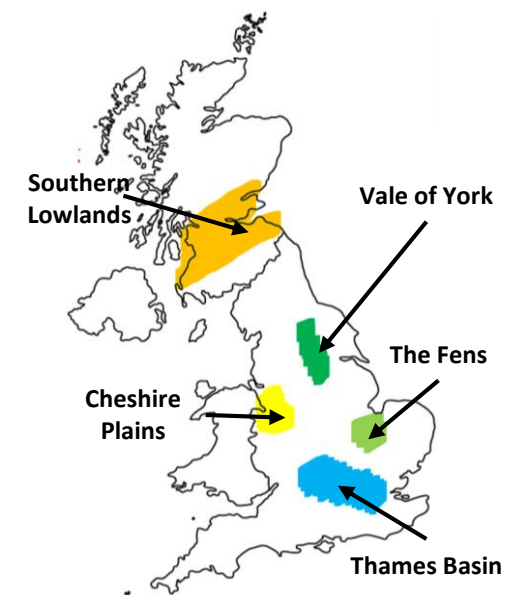 Southern
Lowlands
Vale of York
The Fens
Cheshire
Plains
Thames Basin